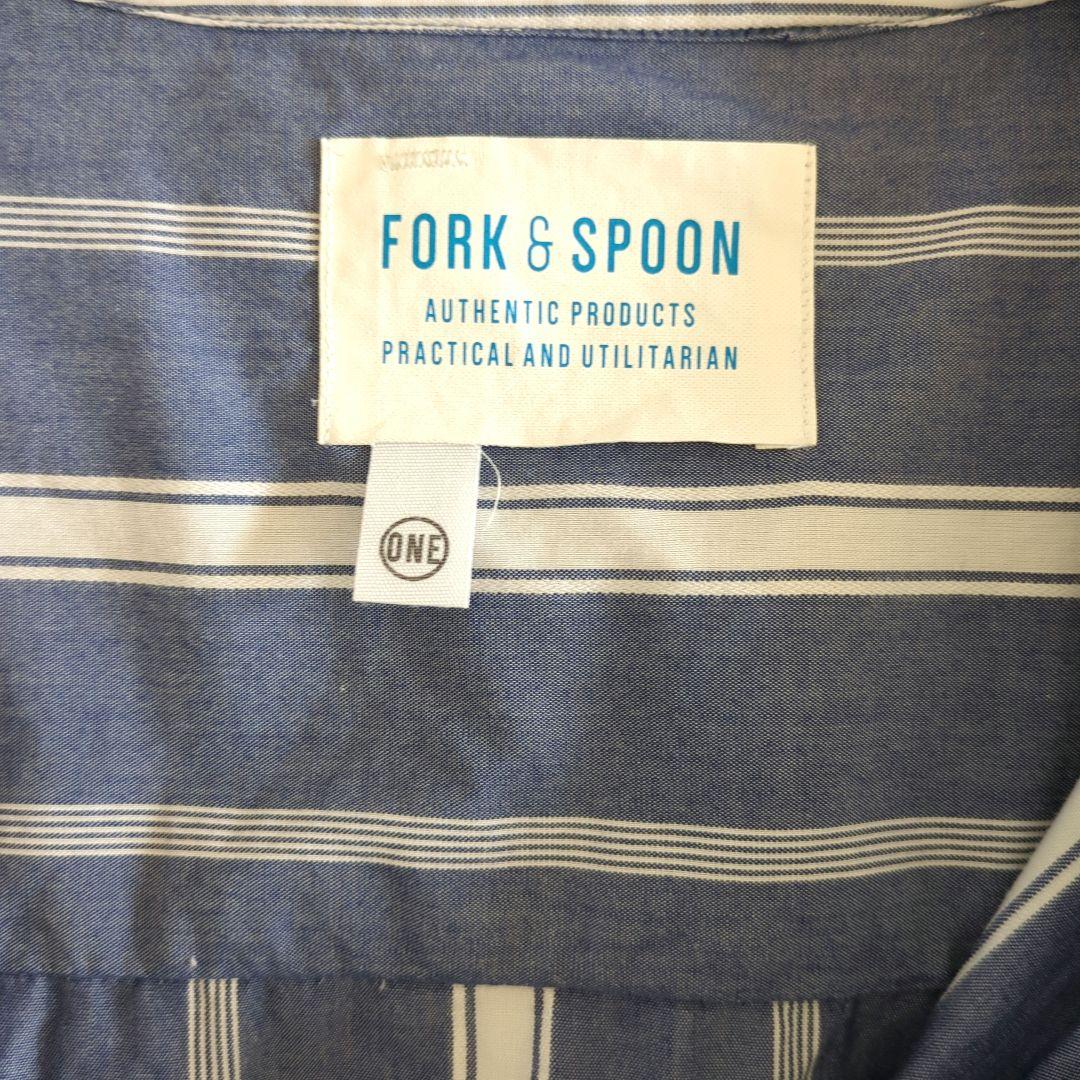 FORK & SPOON
AUTHENTIC PRODUCTS
PRACTICAL AND UTILITARIAN
ONE